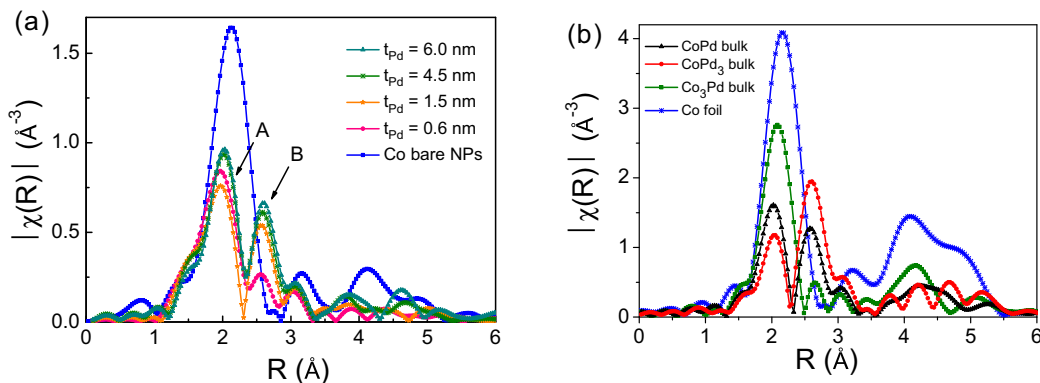 (a)
t_Pd = 6.0 nm
t_Pd = 4.5 nm
t_Pd = 1.5 nm
t_Pd = 0.6 nm
Co bare NPs
A
B
|χ(R)| (Å⁻³)
1.5
1.0
0.5
0.0
0 1 2 3 4 5 6
R (Å)
(b)
CoPd bulk
CoPd₃ bulk
Co₃Pd bulk
Co foil
|χ(R)| (Å⁻³)
4
3
2
1
0
0 1 2 3 4 5 6
R (Å)